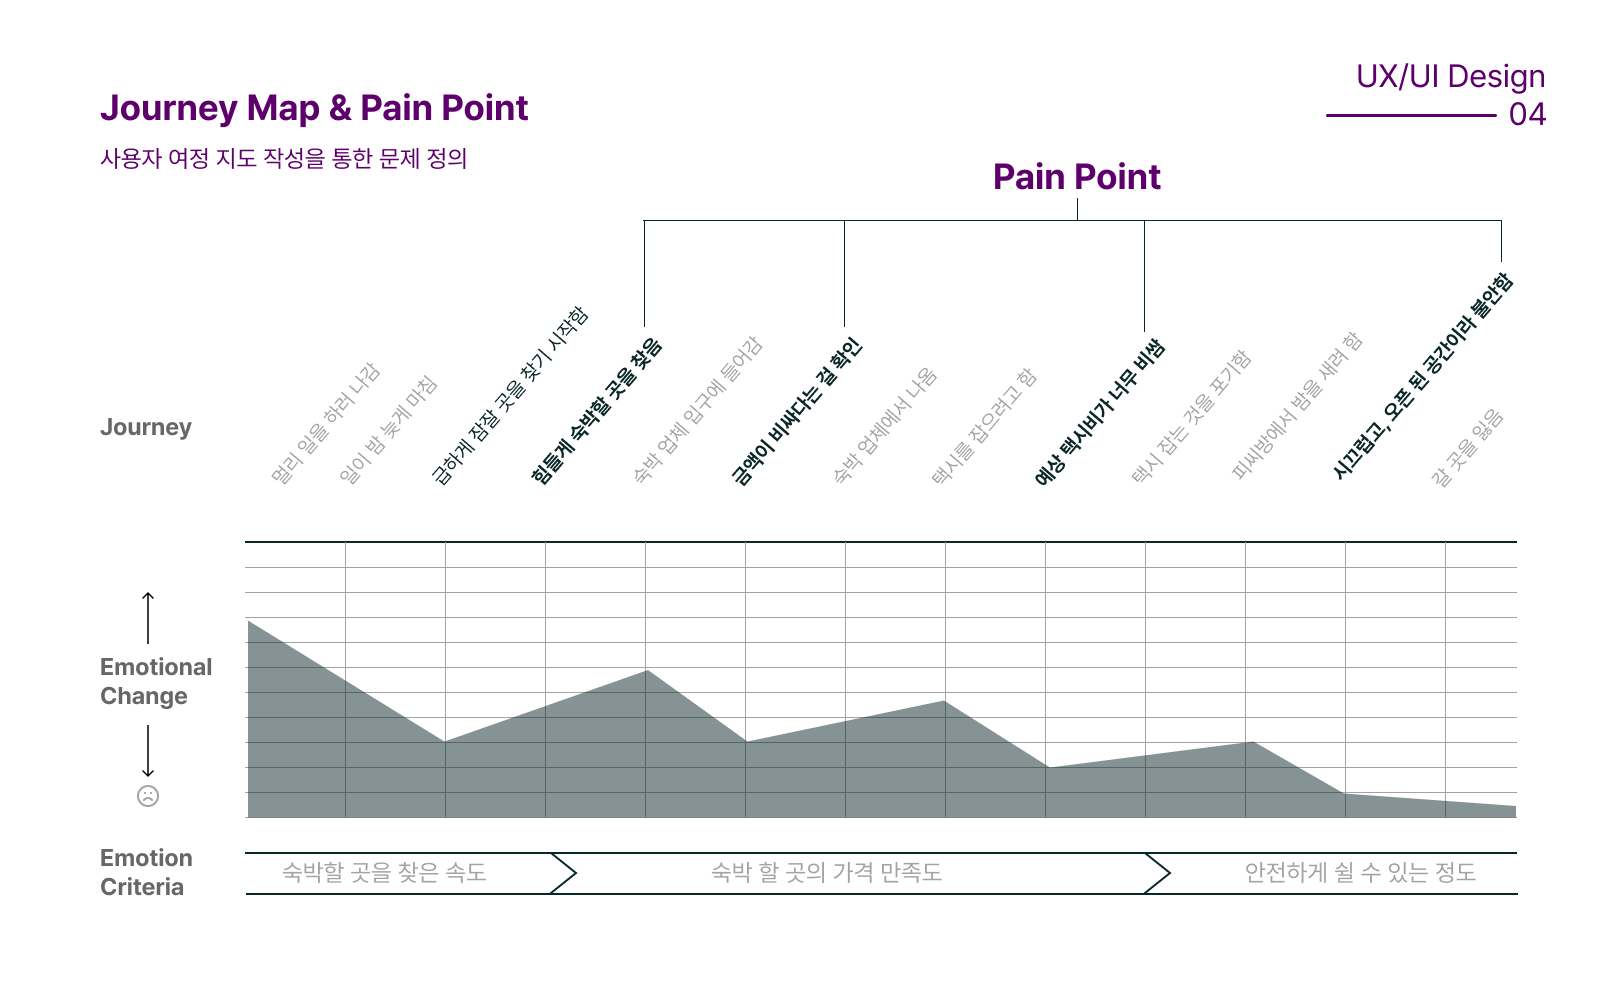 UX/UI Design
04
Journey Map & Pain Point
사용자 여정 지도 작성을 통한 문제 정의
Pain Point
Journey
멀리 일을 하러 나감
일이 밤 늦게 마침
급하게 잠잘 곳을 찾기 시작함
힘들게 숙박할 곳을 찾음
숙박 업체 입구에 들어감
금액이 비싸다는 걸 확인
숙박 업체에서 나옴
택시를 잡으려고 함
예상 택시비가 너무 비쌈
택시 잡는 것을 포기함
피씨방에서 밤을 새려 함
시끄럽고, 오픈 된 공간이라 불안함
갈 곳을 잃음
Emotional
Change
Emotion
Criteria
숙박할 곳을 찾은 속도
숙박 할 곳의 가격 만족도
안전하게 쉴 수 있는 정도